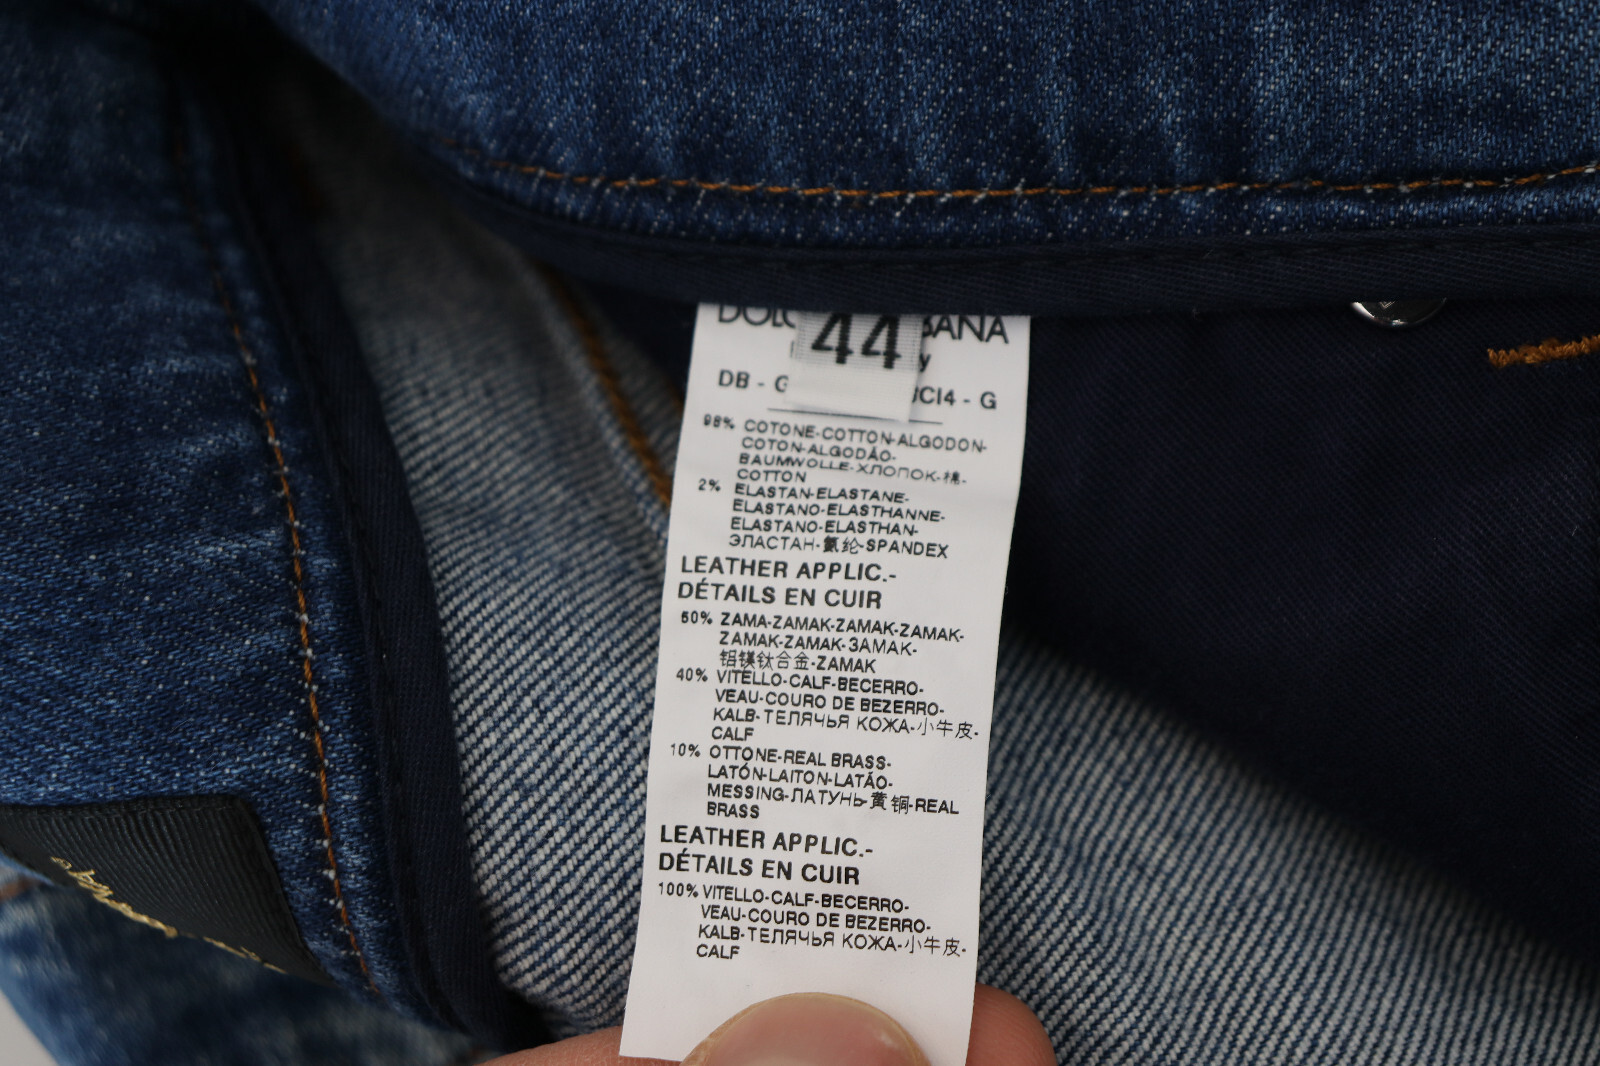 44
DB - G
CI4 - G
98% COTONE-COTTON-ALGODON-
COTON-ALGODÃO-
BAUMWOLLE-ХЛОПОК-棉-
COTTON
2% ELASTAN-ELASTANE-
ELASTANO-ELASTHANNE-
ELASTANO-ELASTHAN-
ЭЛАСТАН-氨纶-SPANDEX
LEATHER APPLIC.-
DÉTAILS EN CUIR
50% ZAMA-ZAMAK-ZAMAK-ZAMAK-
ZAMAK-ZAMAK-ЗАМАК-
铝镁钛合金-ZAMAK
40% VITELLO-CALF-BECERRO-
VEAU-COURO DE BEZERRO-
KALB-ТЕЛЯЧЬЯ КОЖА-小牛皮-
CALF
10% OTTONE-REAL BRASS-
LATÓN-LAITON-LATÃO-
MESSING-ЛАТУНЬ-黄铜-REAL
BRASS
LEATHER APPLIC.-
DÉTAILS EN CUIR
100% VITELLO-CALF-BECERRO-
VEAU-COURO DE BEZERRO-
KALB-ТЕЛЯЧЬЯ КОЖА-小牛皮-
CALF